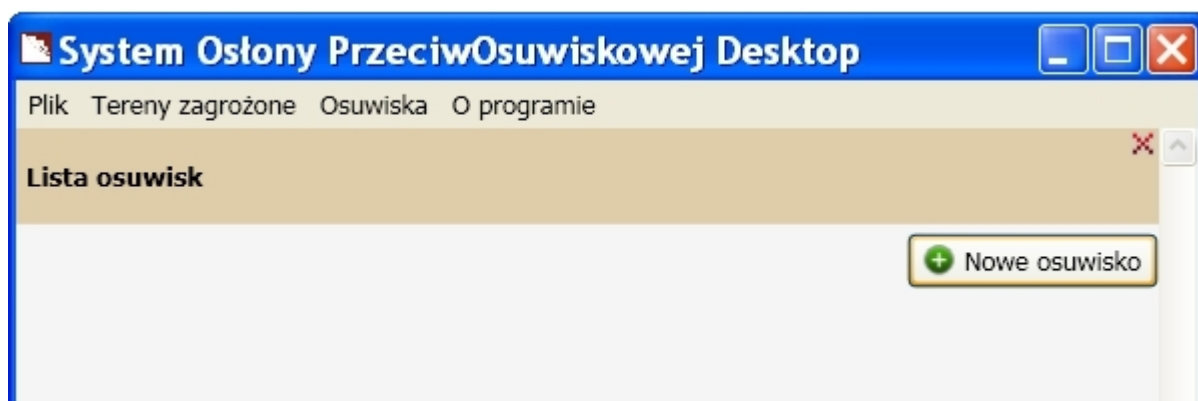 System Osłony PrzeciwOsuwiskowej Desktop
Plik Tereny zagrożone Osuwiska O programie
Lista osuwisk
Nowe osuwisko